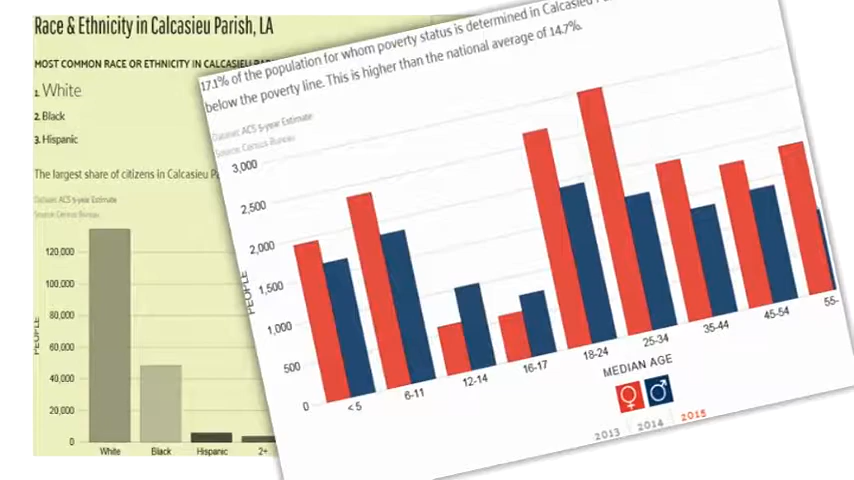 Race & Ethnicity in Calcasieu Parish, LA
MOST COMMON RACE OR ETHNICITY IN CALCASIEU
1. White
2. Black
3. Hispanic
The largest share of citizens in Calcasieu
Dataset: ACS 5-year Estimate
Source: Census Bureau
120,000
100,000
80,000
60,000
40,000
20,000
0
PEOPLE
White Black Hispanic 2+
17.1% of the population for whom poverty status is determined in Calcasieu
below the poverty line. This is higher than the national average of 14.7%.
Dataset: ACS 5-year Estimate
Source: Census Bureau
3,000
2,500
2,000
1,500
1,000
500
0
PEOPLE
< 5 6-11 12-14 16-17 18-24 25-34 35-44 45-54 55-
MEDIAN AGE
2013 2014 2015